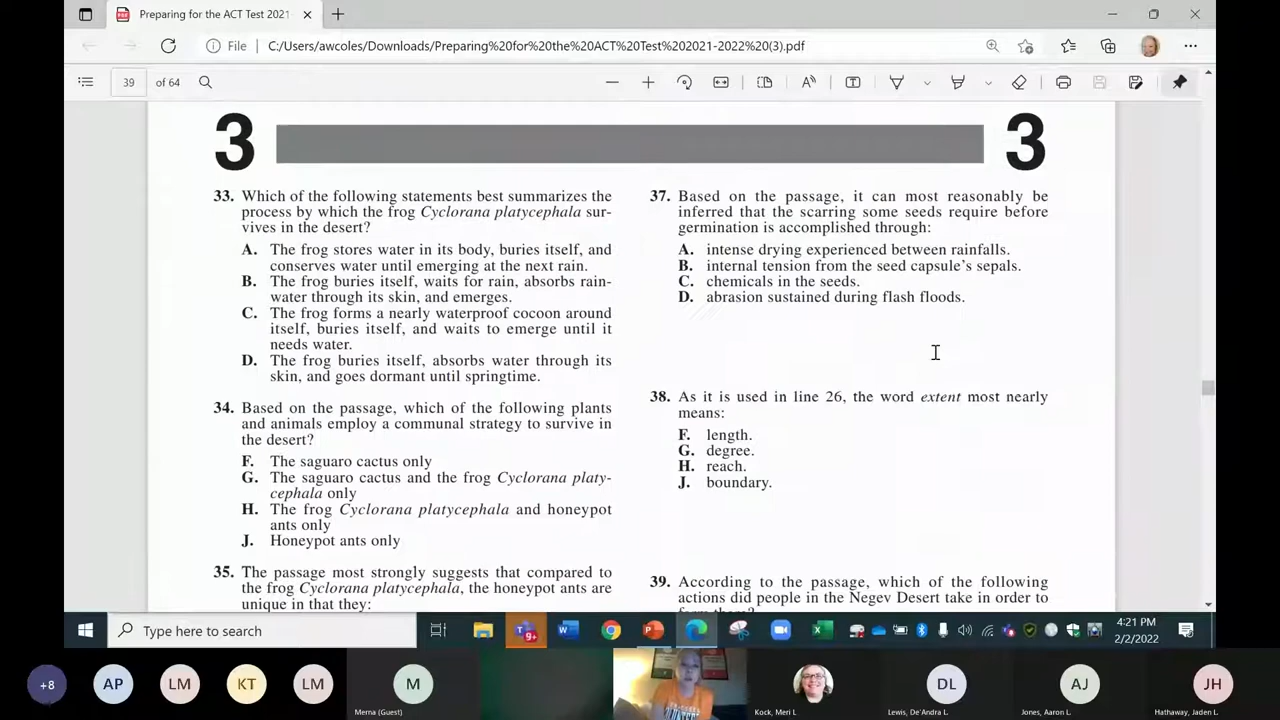 Preparing for the ACT Test 2021
File
C:/Users/awcoles/Downloads/Preparing%20for%20the%20ACT%20Test%202021-2022%20(3).pdf
39 of 64
3
3
33. Which of the following statements best summarizes the
process by which the frog Cyclorana platycephala sur-
vives in the desert?
A. The frog stores water in its body, buries itself, and
conserves water until emerging at the next rain.
B. The frog buries itself, waits for rain, absorbs rain-
water through its skin, and emerges.
C. The frog forms a nearly waterproof cocoon around
itself, buries itself, and waits to emerge until it
needs water.
D. The frog buries itself, absorbs water through its
skin, and goes dormant until springtime.
34. Based on the passage, which of the following plants
and animals employ a communal strategy to survive in
the desert?
F. The saguaro cactus only
G. The saguaro cactus and the frog Cyclorana platy-
cephala only
H. The frog Cyclorana platycephala and honeypot
ants only
J. Honeypot ants only
35. The passage most strongly suggests that compared to
the frog Cyclorana platycephala, the honeypot ants are
unique in that they:
37. Based on the passage, it can most reasonably be
inferred that the scarring some seeds require before
germination is accomplished through:
A. intense drying experienced between rainfalls.
B. internal tension from the seed capsule's sepals.
C. chemicals in the seeds.
D. abrasion sustained during flash floods.
38. As it is used in line 26, the word extent most nearly
means:
F. length.
G. degree.
H. reach.
J. boundary.
39. According to the passage, which of the following
actions did people in the Negev Desert take in order to
Type here to search
9+
4:21 PM
2/2/2022
+8
AP
LM
KT
LM
M
DL
AJ
JH
Merna (Guest)
Kock, Meri L
Lewis, De'Andra L.
Jones, Aaron L.
Hathaway, Jaden L.